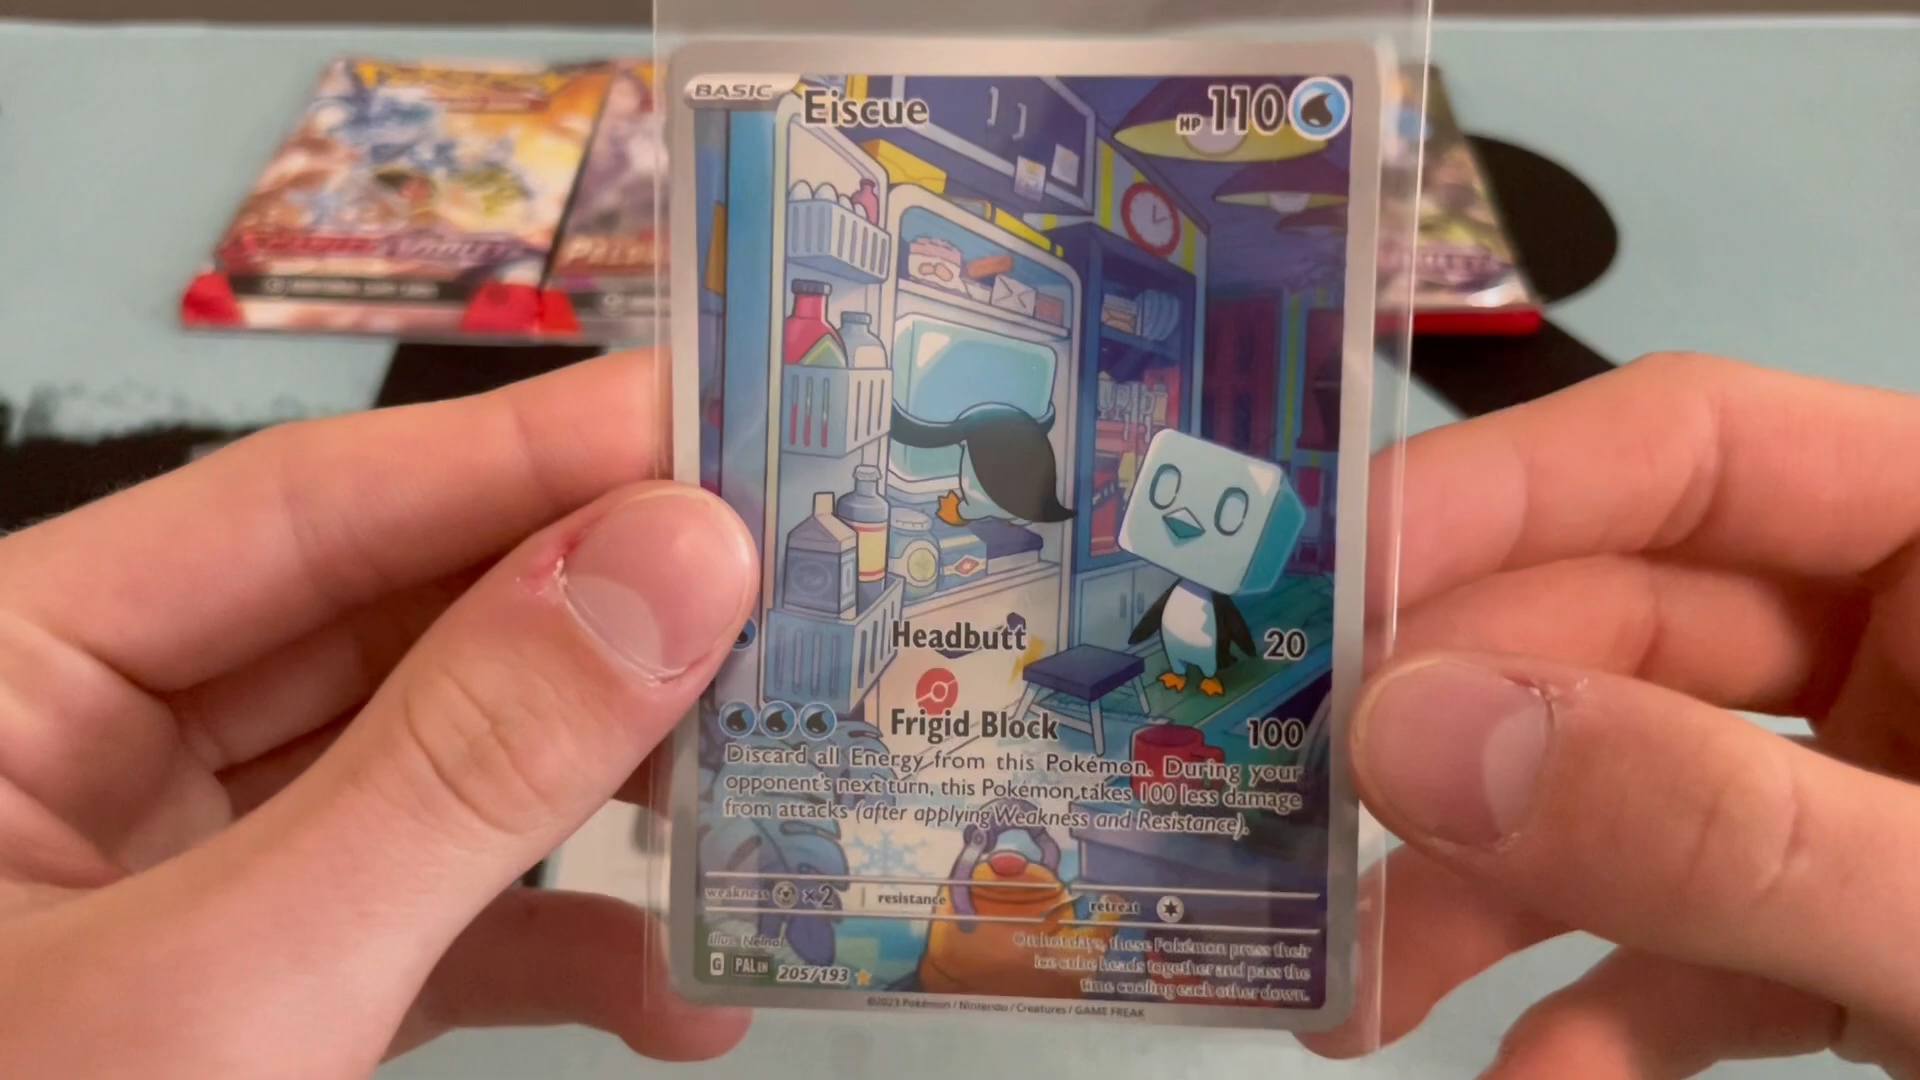 BASIC
Eiscue
HP 110
Headbutt 20
Frigid Block 100
Discard all Energy from this Pokémon. During your
opponent's next turn, this Pokémon takes 100 less damage
from attacks (after applying Weakness and Resistance).
weakness ×2 resistance retreat
illus. Nelnal
On hot days, these Pokémon press their
ice cube heads together and pass the
time cooling each other down.
G PAL EN 205/193
©2023 Pokémon / Nintendo / Creatures / GAME FREAK